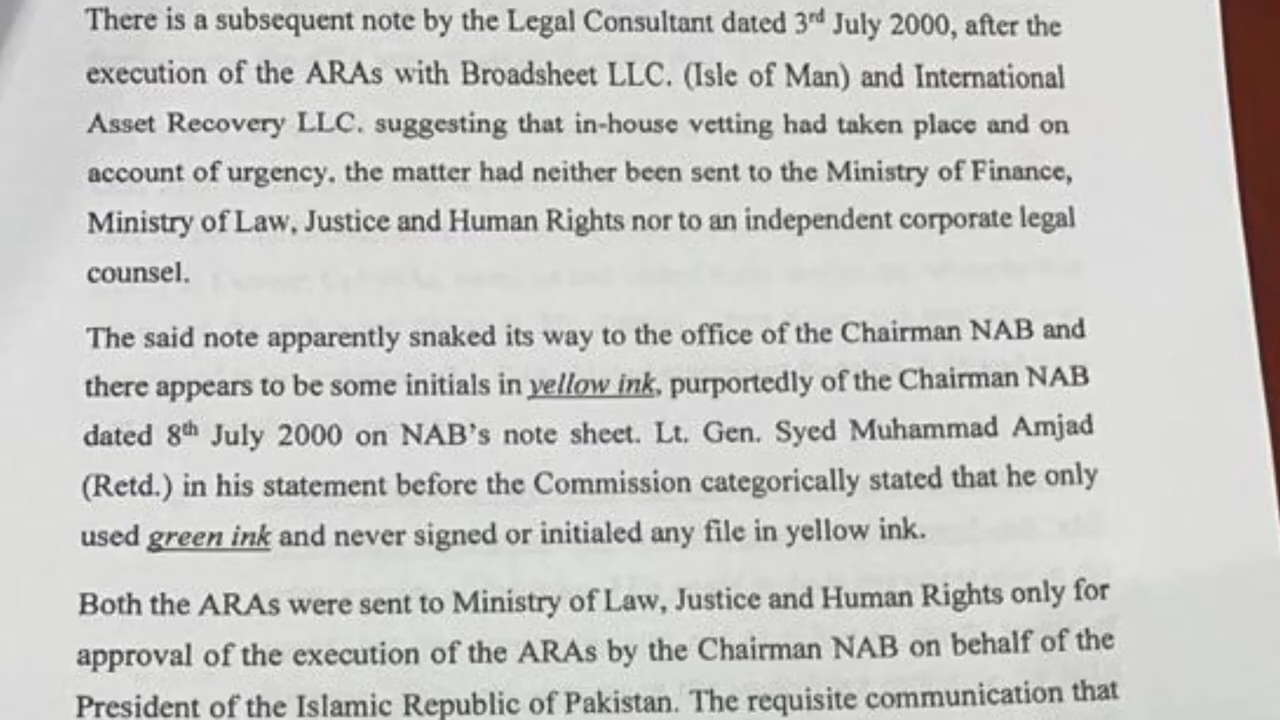 There is a subsequent note by the Legal Consultant dated 3rd July 2000, after the
execution of the ARAs with Broadsheet LLC. (Isle of Man) and International
Asset Recovery LLC. suggesting that in-house vetting had taken place and on
account of urgency, the matter had neither been sent to the Ministry of Finance,
Ministry of Law, Justice and Human Rights nor to an independent corporate legal
counsel.
The said note apparently snaked its way to the office of the Chairman NAB and
there appears to be some initials in yellow ink, purportedly of the Chairman NAB
dated 8th July 2000 on NAB's note sheet. Lt. Gen. Syed Muhammad Amjad
(Retd.) in his statement before the Commission categorically stated that he only
used green ink and never signed or initialed any file in yellow ink.
Both the ARAs were sent to Ministry of Law, Justice and Human Rights only for
approval of the execution of the ARAs by the Chairman NAB on behalf of the
President of the Islamic Republic of Pakistan. The requisite communication that